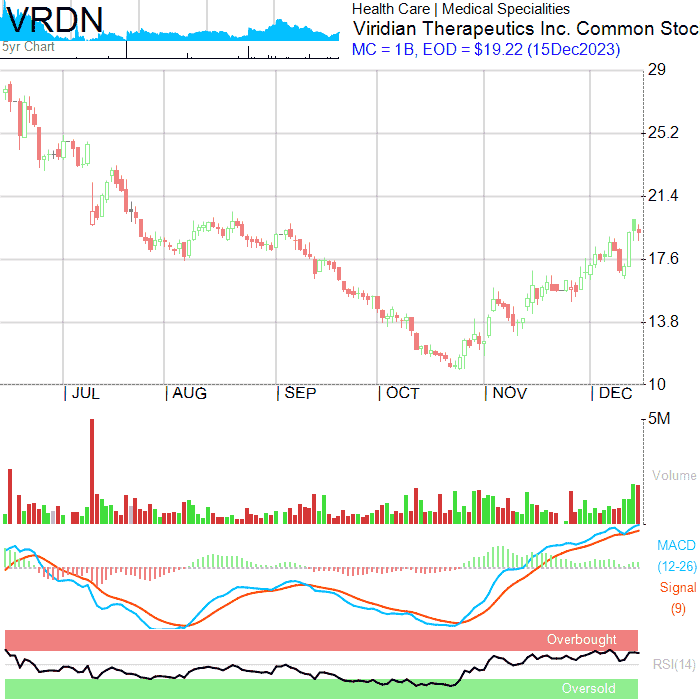 VRDN
5yr Chart
Health Care | Medical Specialities
Viridian Therapeutics Inc. Common Stoc
MC = 1B, EOD = $19.22 (15Dec2023)
29
25.2
21.4
17.6
13.8
10
JUL AUG SEP OCT NOV DEC
5M
Volume
MACD
(12-26)
Signal
(9)
Overbought
RSI(14)
Oversold